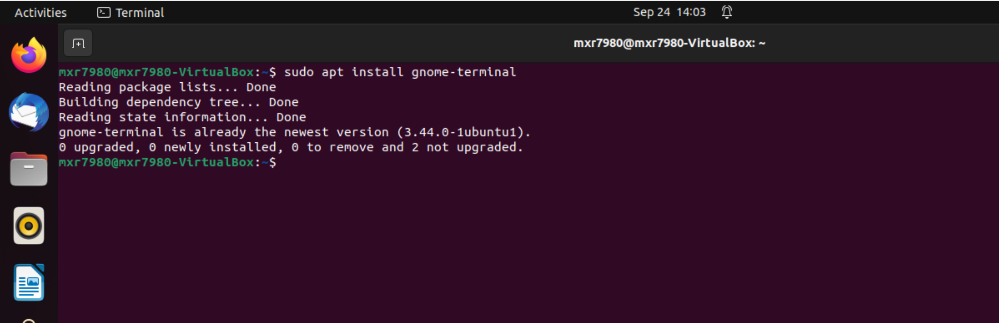 Activities Terminal Sep 24 14:03
mxr7980@mxr7980-VirtualBox: ~
mxr7980@mxr7980-VirtualBox:~$ sudo apt install gnome-terminal
Reading package lists... Done
Building dependency tree... Done
Reading state information... Done
gnome-terminal is already the newest version (3.44.0-1ubuntu1).
0 upgraded, 0 newly installed, 0 to remove and 2 not upgraded.
mxr7980@mxr7980-VirtualBox:~$